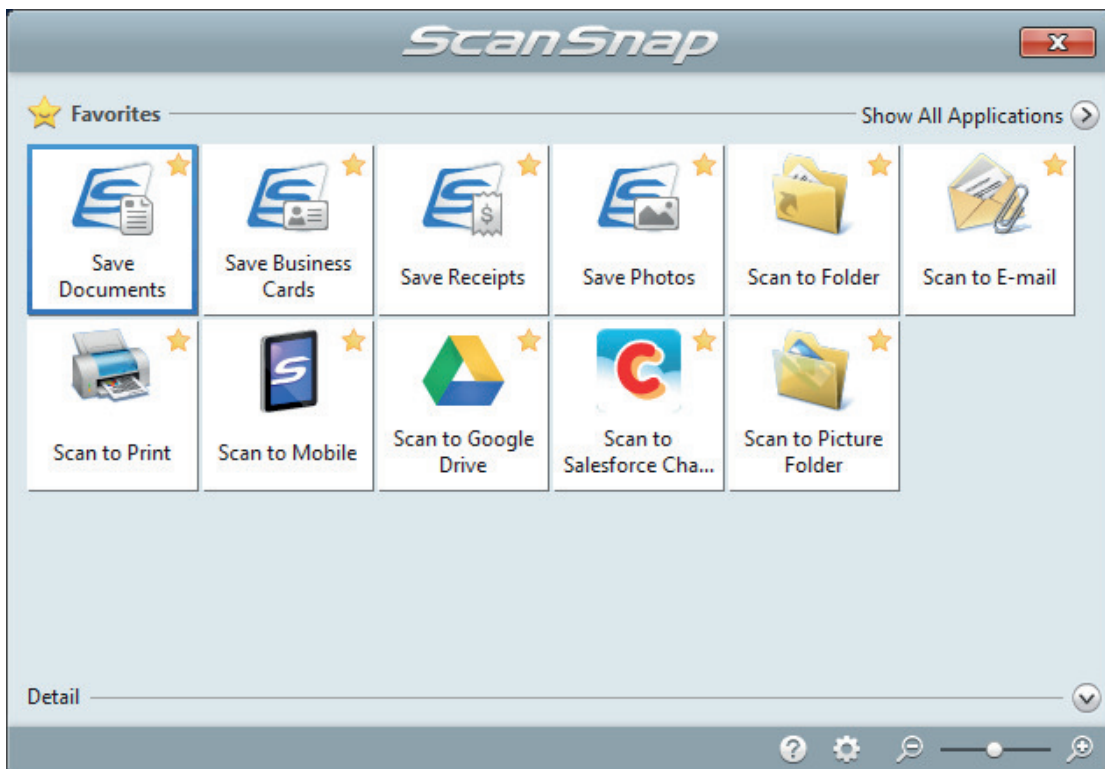 ScanSnap
Favorites
Show All Applications
Save
Documents
Save Business
Cards
Save Receipts
Save Photos
Scan to Folder
Scan to E-mail
Scan to Print
Scan to Mobile
Scan to Google
Drive
Scan to
Salesforce Cha...
Scan to Picture
Folder
Detail